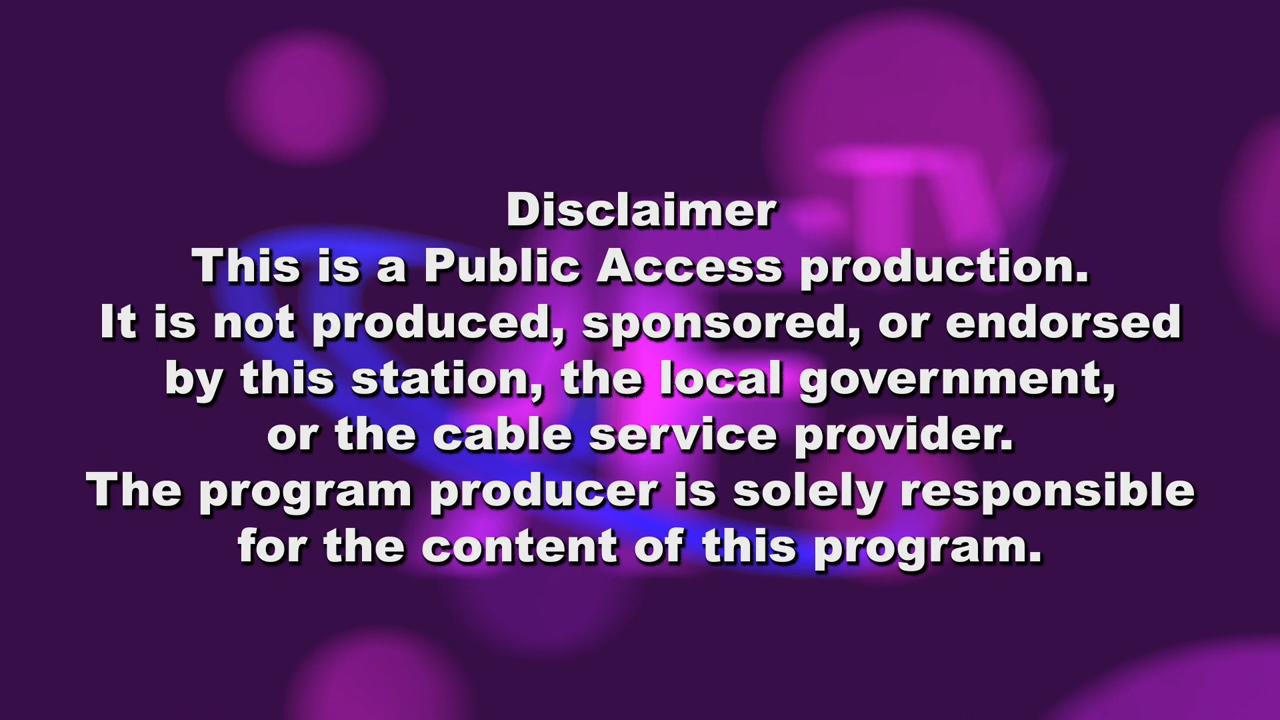 Disclaimer
This is a Public Access production.
It is not produced, sponsored, or endorsed
by this station, the local government,
or the cable service provider.
The program producer is solely responsible
for the content of this program.